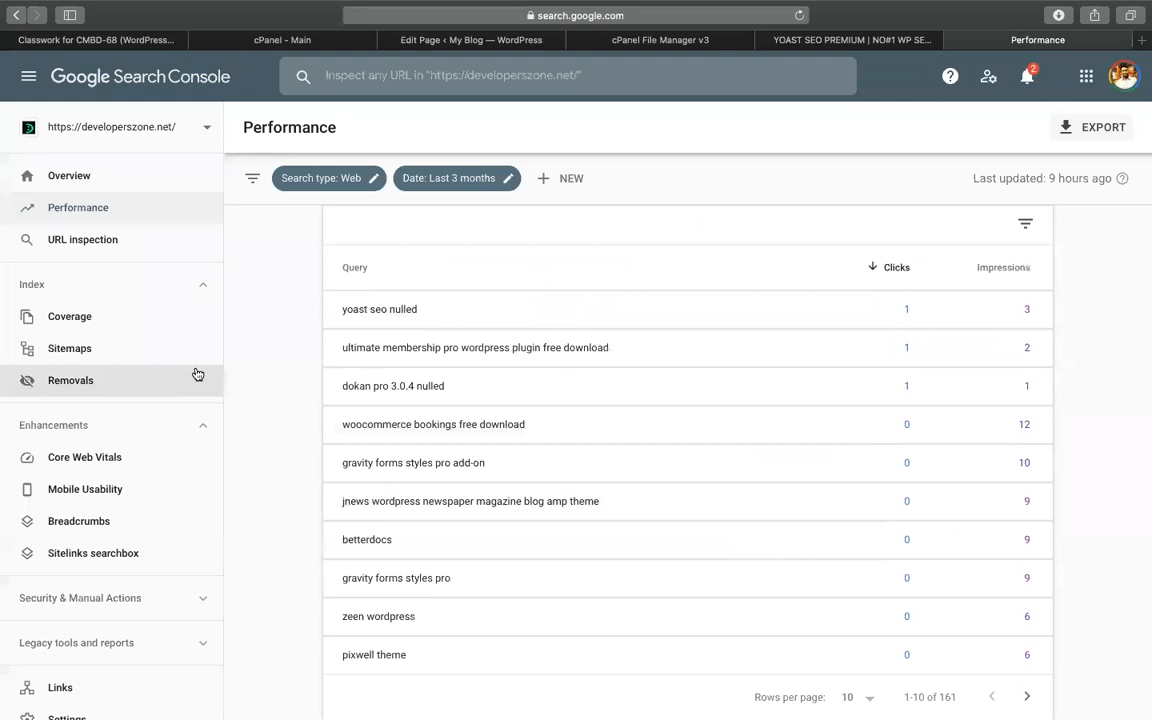 search.google.com
Classwork for CMBD-68 (WordPress...
cPanel - Main
Edit Page ‹ My Blog — WordPress
cPanel File Manager v3
YOAST SEO PREMIUM | NO#1 WP SE...
Performance
Google Search Console
Inspect any URL in "https://developerszone.net/"
2
https://developerszone.net/
Performance
EXPORT
Search type: Web
Date: Last 3 months
NEW
Last updated: 9 hours ago
Overview
Performance
URL inspection
Index
Coverage
Sitemaps
Removals
Enhancements
Core Web Vitals
Mobile Usability
Breadcrumbs
Sitelinks searchbox
Security & Manual Actions
Legacy tools and reports
Links
Settings
Query Clicks Impressions
yoast seo nulled 1 3
ultimate membership pro wordpress plugin free download 1 2
dokan pro 3.0.4 nulled 1 1
woocommerce bookings free download 0 12
gravity forms styles pro add-on 0 10
jnews wordpress newspaper magazine blog amp theme 0 9
betterdocs 0 9
gravity forms styles pro 0 9
zeen wordpress 0 6
pixwell theme 0 6
Rows per page: 10 1-10 of 161